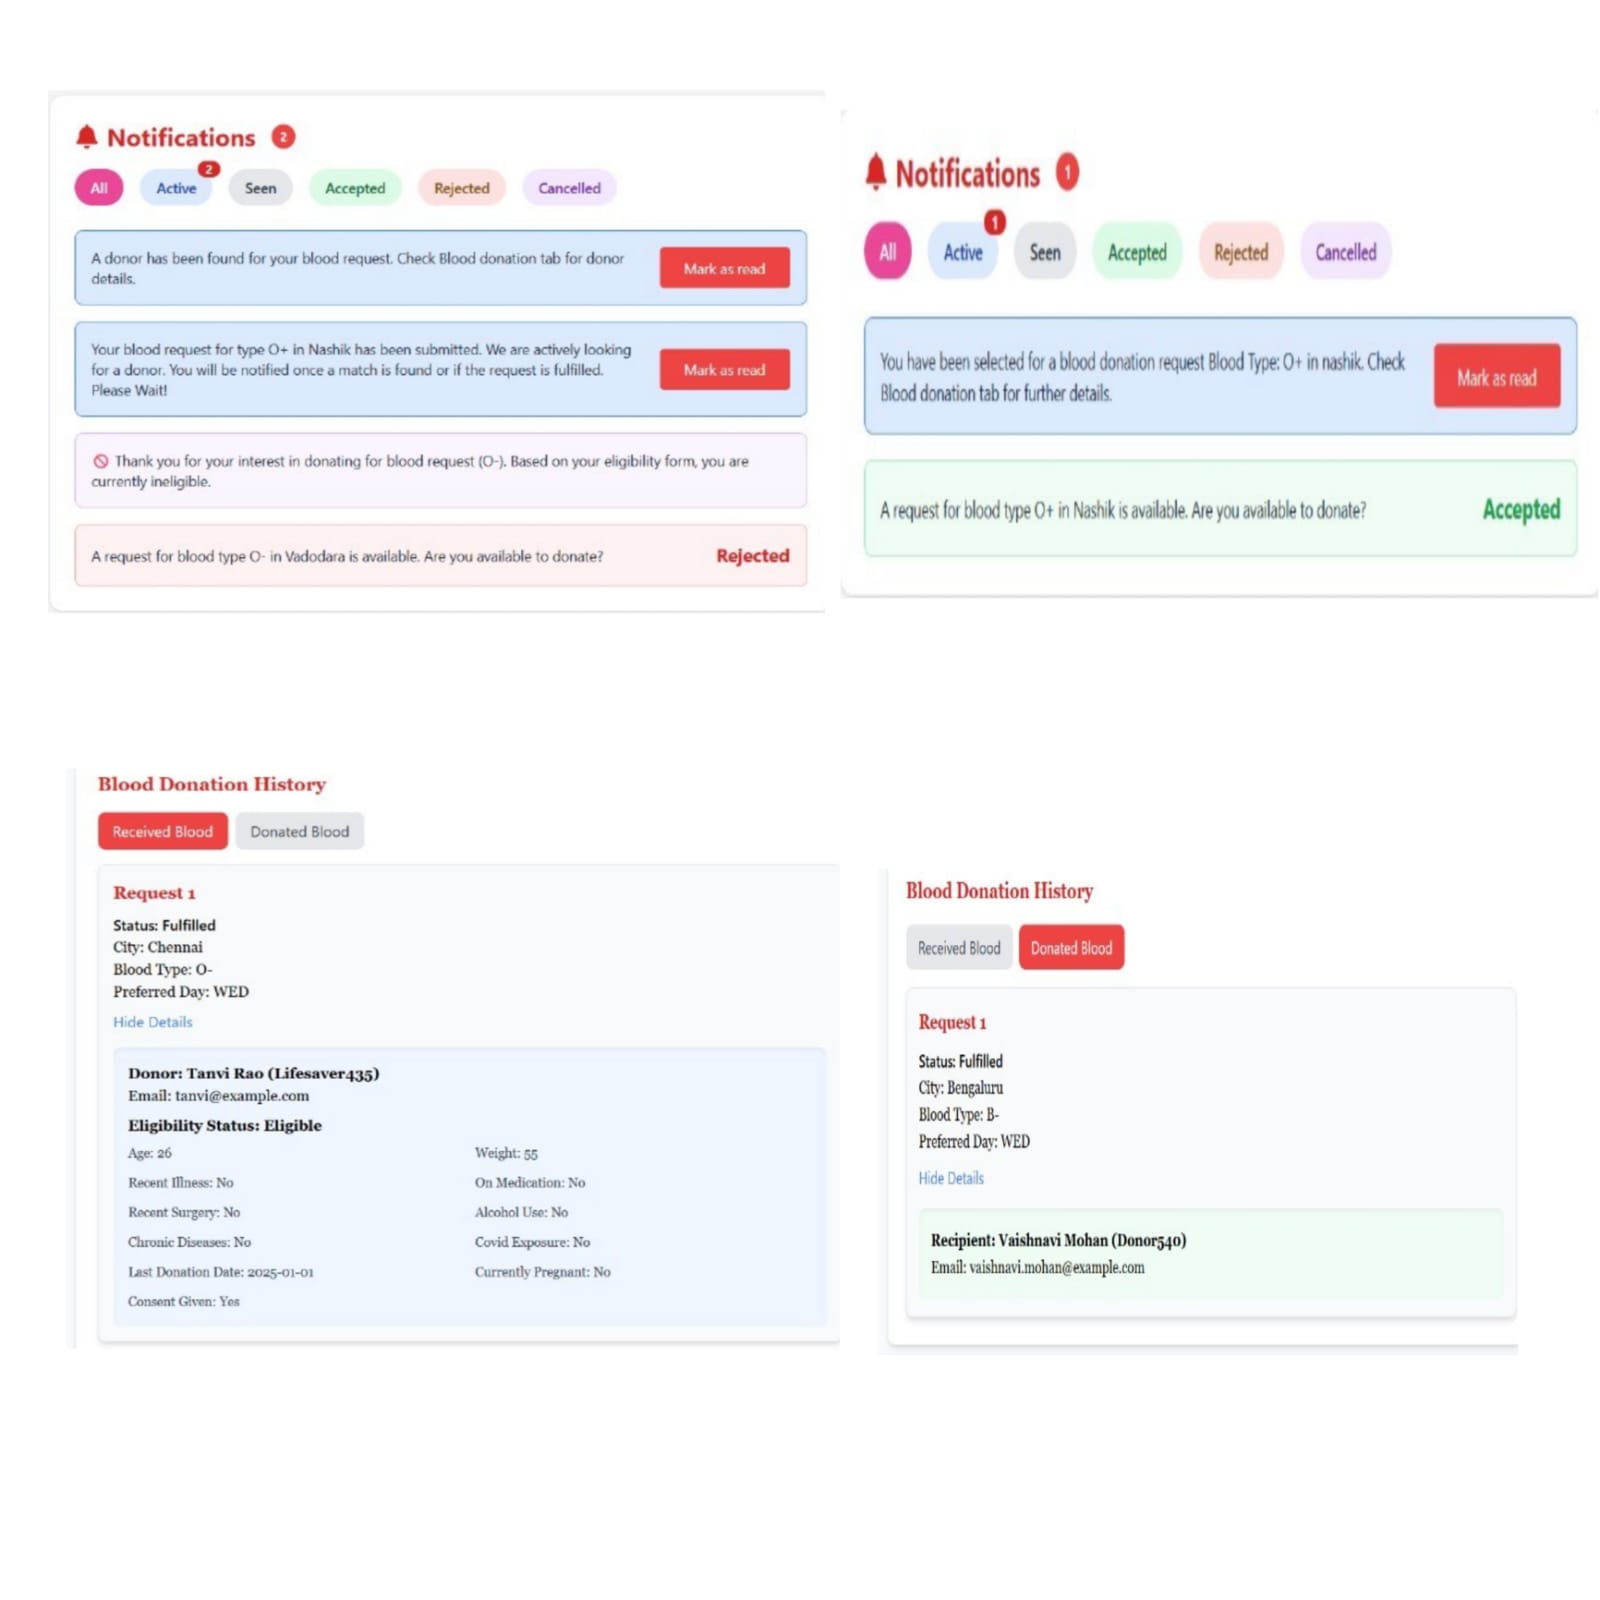 Notifications 2
All Active 2 Seen Accepted Rejected Cancelled
A donor has been found for your blood request. Check Blood donation tab for donor
details.
Mark as read
Your blood request for type O+ in Nashik has been submitted. We are actively looking
for a donor. You will be notified once a match is found or if the request is fulfilled.
Please Wait!
Mark as read
Thank you for your interest in donating for blood request (O-). Based on your eligibility form, you are
currently ineligible.
A request for blood type O- in Vadodara is available. Are you available to donate? Rejected
Notifications 1
All Active 1 Seen Accepted Rejected Cancelled
You have been selected for a blood donation request Blood Type: O+ in nashik. Check
Blood donation tab for further details.
Mark as read
A request for blood type O+ in Nashik is available. Are you available to donate? Accepted
Blood Donation History
Received Blood Donated Blood
Request 1
Status: Fulfilled
City: Chennai
Blood Type: O-
Preferred Day: WED
Hide Details
Donor: Tanvi Rao (Lifesaver435)
Email: tanvi@example.com
Eligibility Status: Eligible
Age: 26 Weight: 55
Recent Illness: No On Medication: No
Recent Surgery: No Alcohol Use: No
Chronic Diseases: No Covid Exposure: No
Last Donation Date: 2025-01-01 Currently Pregnant: No
Consent Given: Yes
Blood Donation History
Received Blood Donated Blood
Request 1
Status: Fulfilled
City: Bengaluru
Blood Type: B-
Preferred Day: WED
Hide Details
Recipient: Vaishnavi Mohan (Donor540)
Email: vaishnavi.mohan@example.com